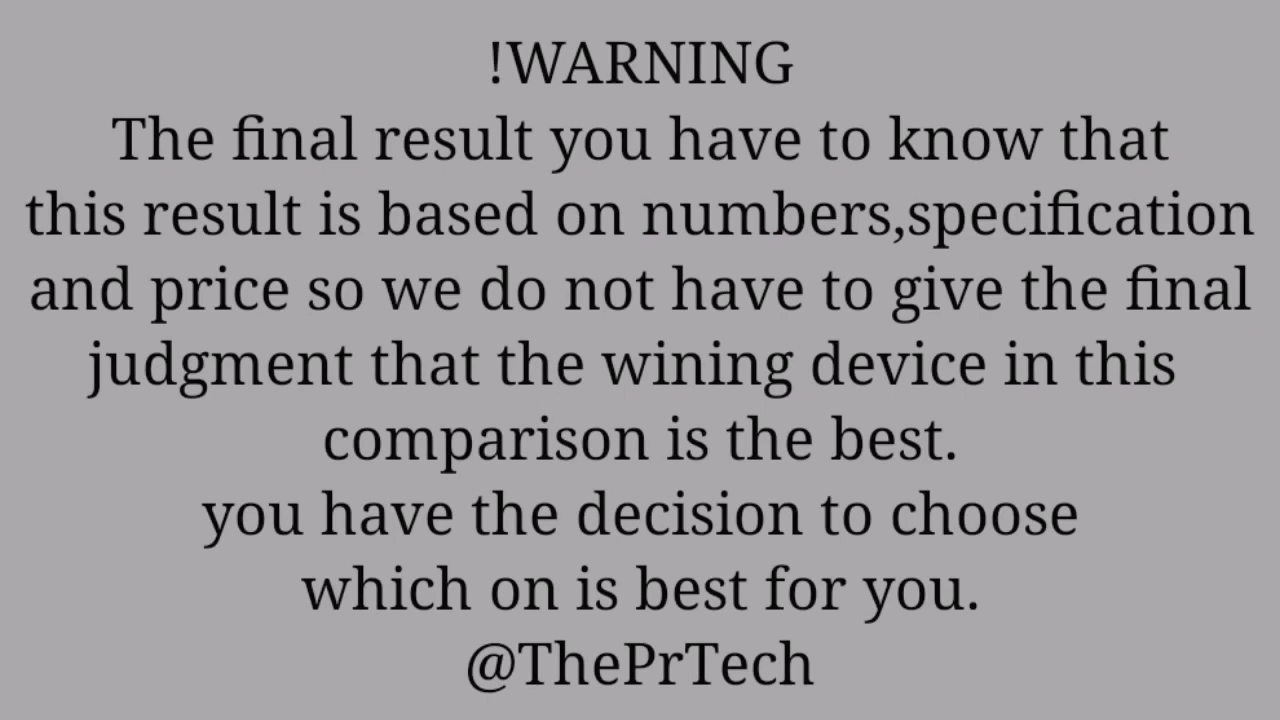 !WARNING
The final result you have to know that
this result is based on numbers,specification
and price so we do not have to give the final
judgment that the wining device in this
comparison is the best.
you have the decision to choose
which on is best for you.
@ThePrTech